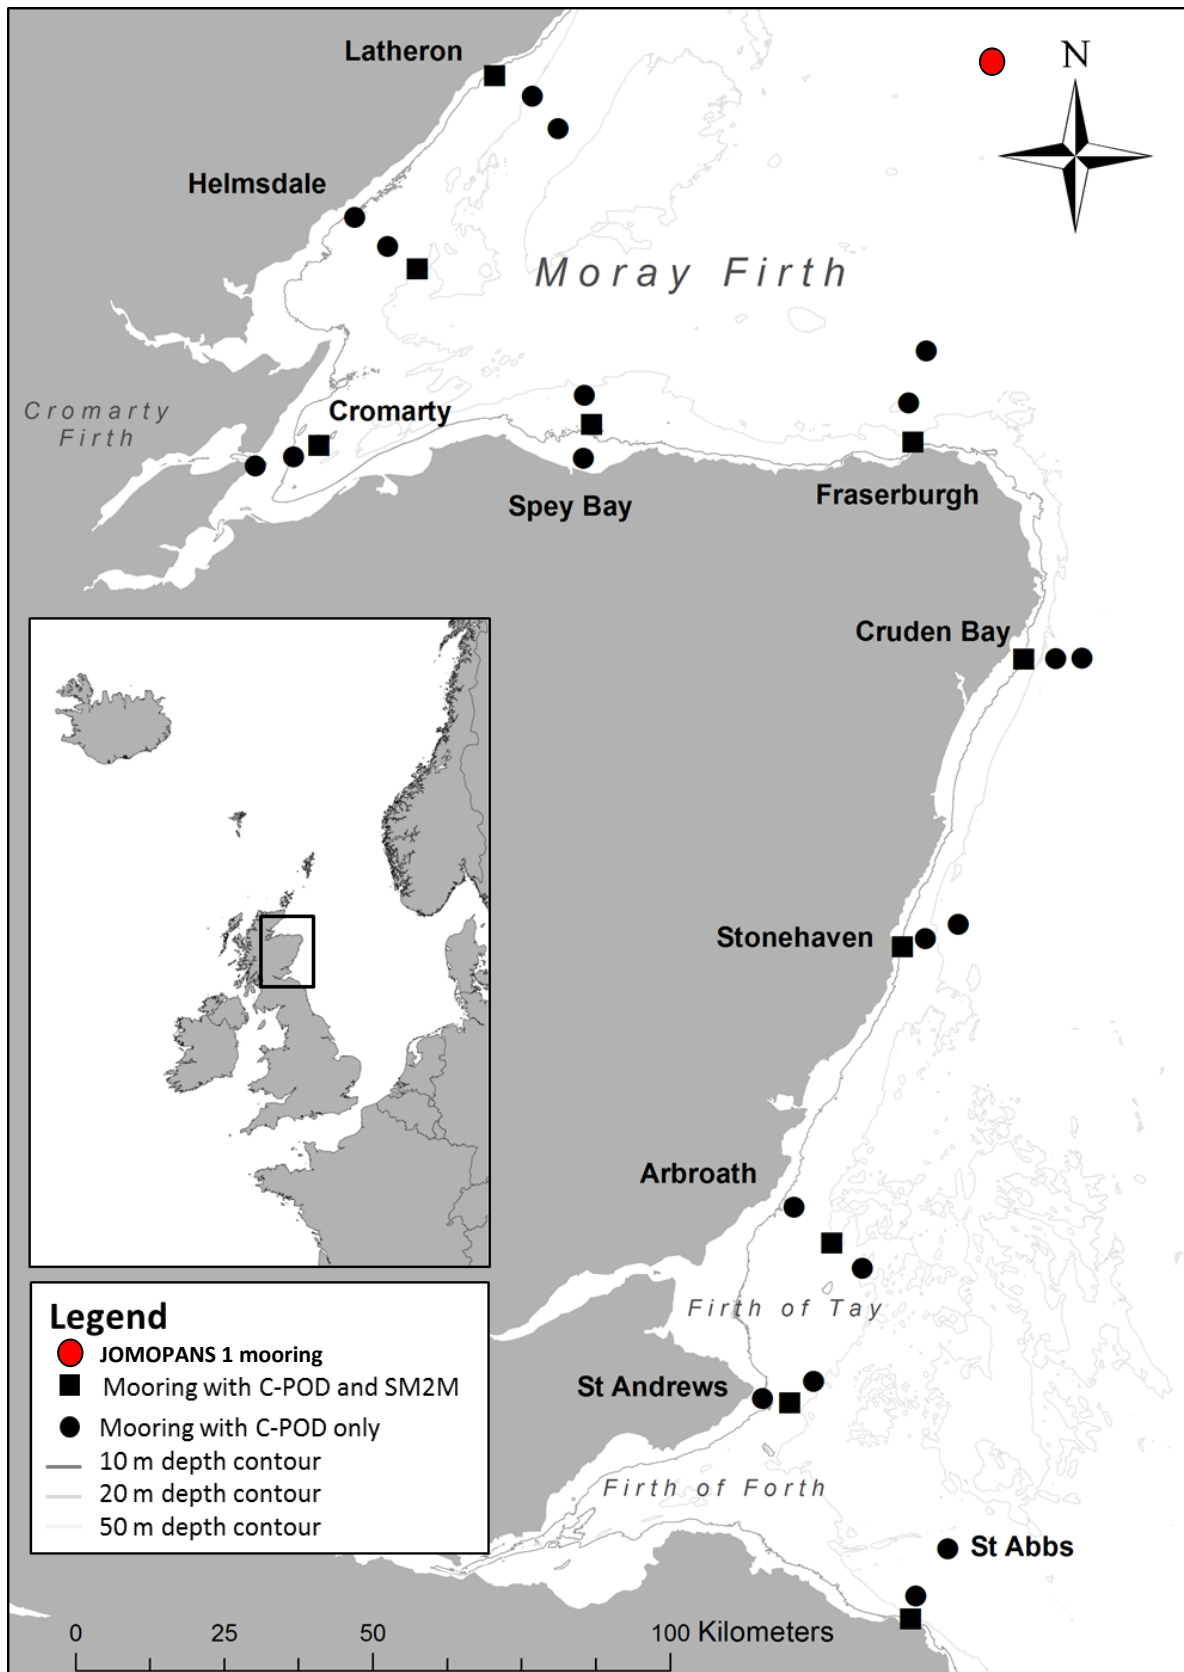 Latheron
N
Helmsdale
Moray Firth
Cromarty
Firth
Cromarty
Spey Bay
Fraserburgh
Cruden Bay
Stonehaven
Arbroath
Firth of Tay
St Andrews
Firth of Forth
St Abbs
Legend
JOMOPANS 1 mooring
Mooring with C-POD and SM2M
Mooring with C-POD only
10 m depth contour
20 m depth contour
50 m depth contour
0 25 50 100 Kilometers